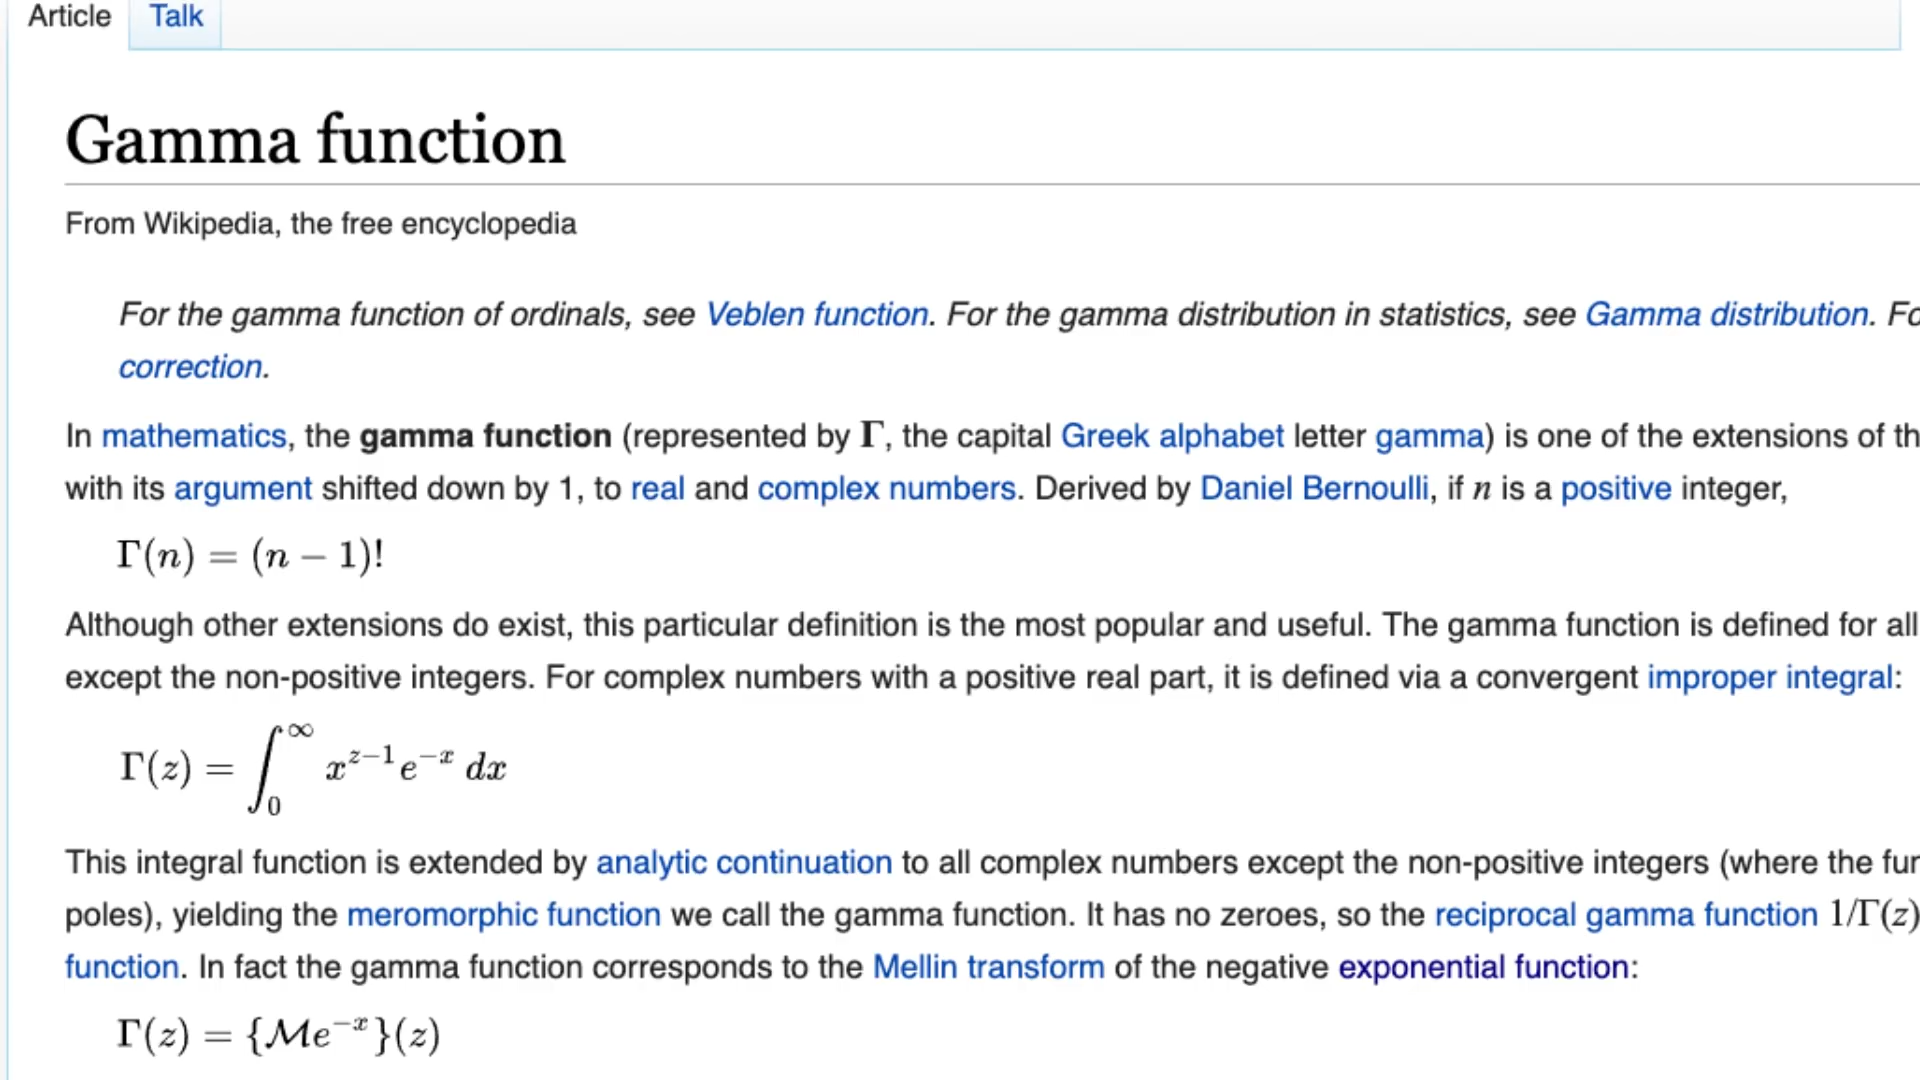 Article Talk
Gamma function
From Wikipedia, the free encyclopedia
For the gamma function of ordinals, see Veblen function. For the gamma distribution in statistics, see Gamma distribution.
correction.
In mathematics, the gamma function (represented by Γ, the capital Greek alphabet letter gamma) is one of the extensions of
with its argument shifted down by 1, to real and complex numbers. Derived by Daniel Bernoulli, if n is a positive integer,
Γ(n) = (n − 1)!
Although other extensions do exist, this particular definition is the most popular and useful. The gamma function is defined for all
except the non-positive integers. For complex numbers with a positive real part, it is defined via a convergent improper integral:
Γ(z) = ∫₀^∞ x^{z−1} e^{−x} dx
This integral function is extended by analytic continuation to all complex numbers except the non-positive integers (where the
poles), yielding the meromorphic function we call the gamma function. It has no zeroes, so the reciprocal gamma function 1/Γ(z)
function. In fact the gamma function corresponds to the Mellin transform of the negative exponential function:
Γ(z) = {ℳe^{−x}}(z)